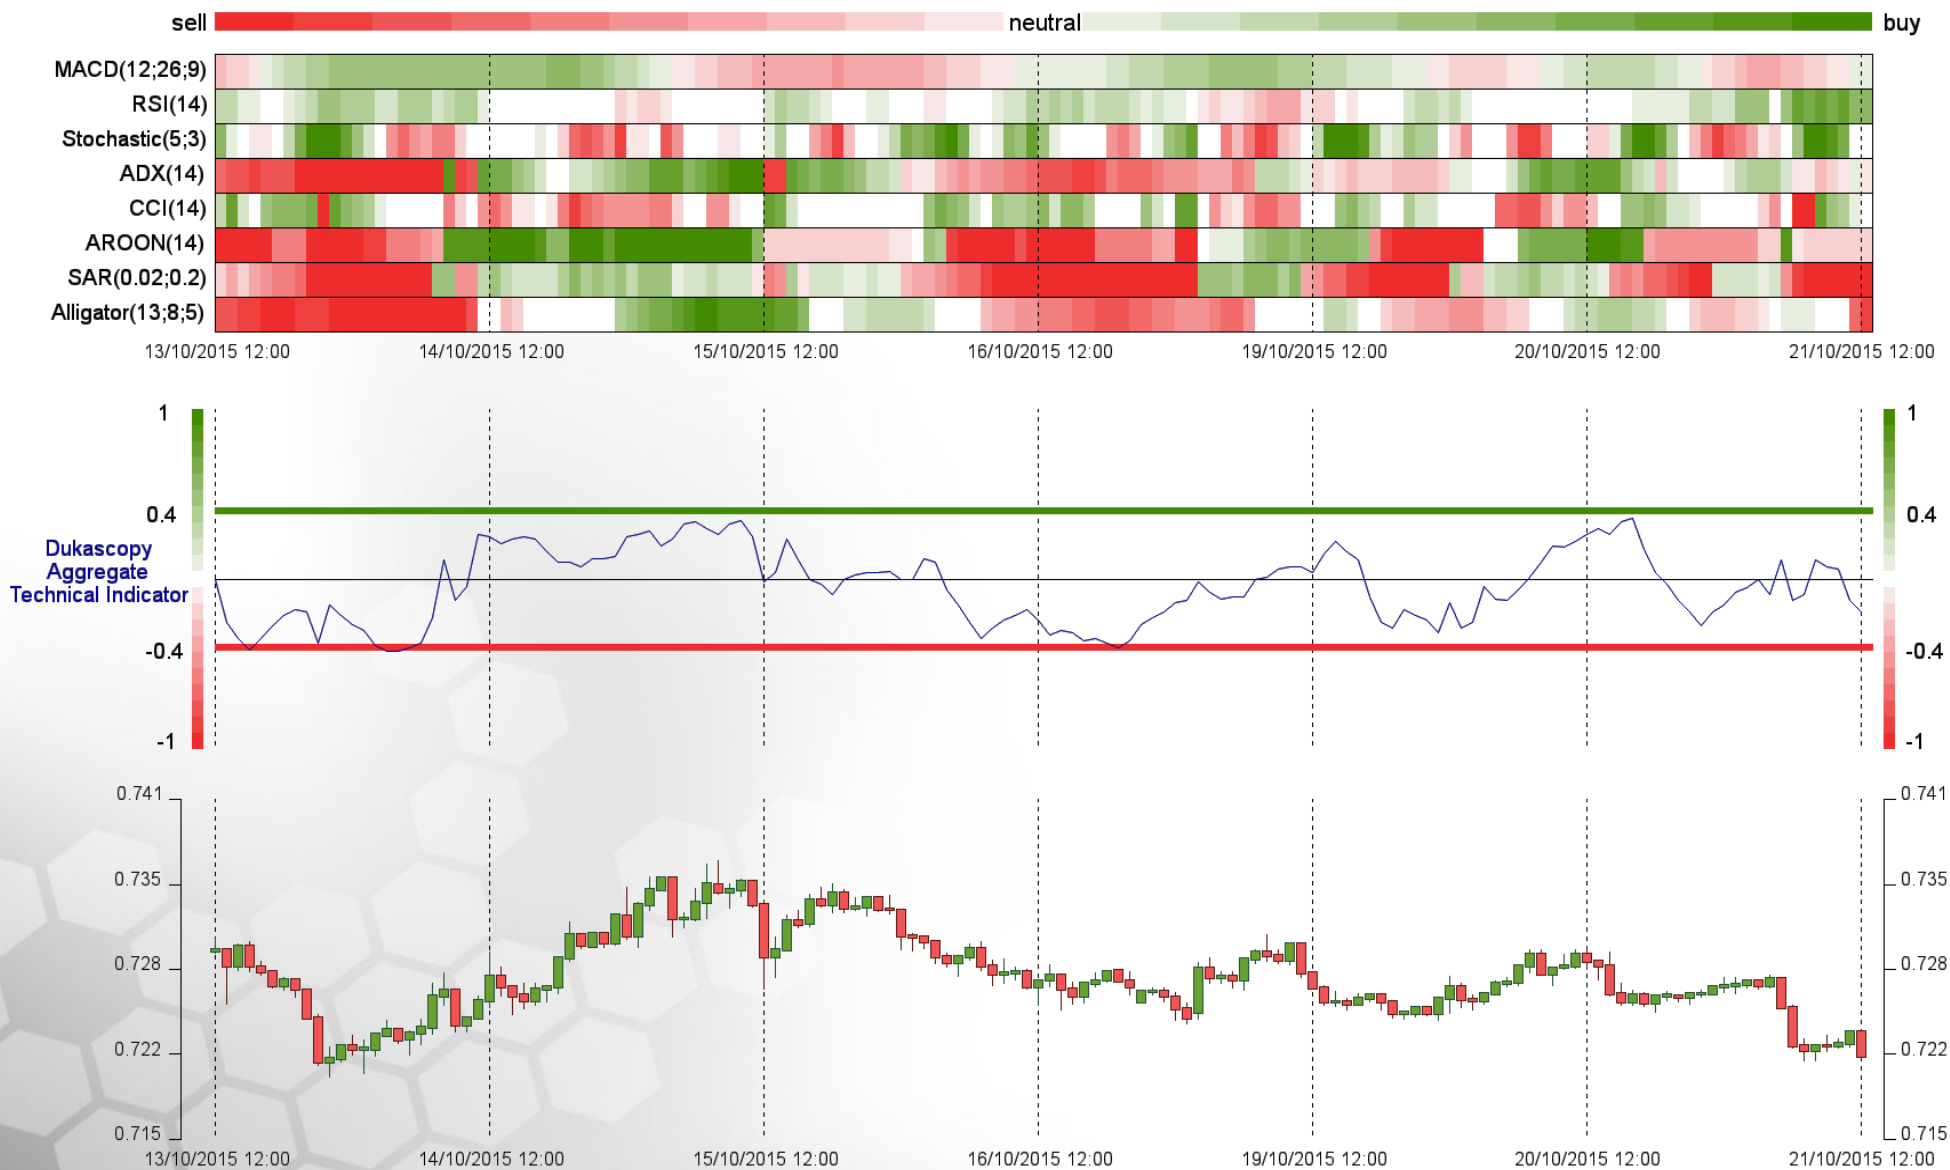 sell neutral buy
MACD(12;26;9)
RSI(14)
Stochastic(5;3)
ADX(14)
CCI(14)
AROON(14)
SAR(0.02;0.2)
Alligator(13;8;5)
13/10/2015 12:00 14/10/2015 12:00 15/10/2015 12:00 16/10/2015 12:00 19/10/2015 12:00 20/10/2015 12:00 21/10/2015 12:00
1 1
0.4 0.4
Dukascopy
Aggregate
Technical Indicator
-0.4 -0.4
-1 -1
0.741 0.741
0.735 0.735
0.728 0.728
0.722 0.722
0.715 0.715
13/10/2015 12:00 14/10/2015 12:00 15/10/2015 12:00 16/10/2015 12:00 19/10/2015 12:00 20/10/2015 12:00 21/10/2015 12:00